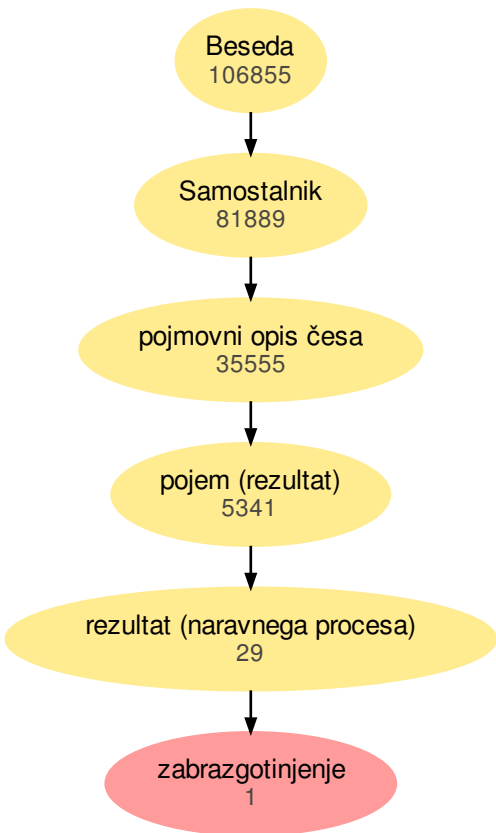 Beseda
106855
Samostalnik
81889
pojmovni opis česa
35555
pojem (rezultat)
5341
rezultat (naravnega procesa)
29
zabrazgotinjenje
1